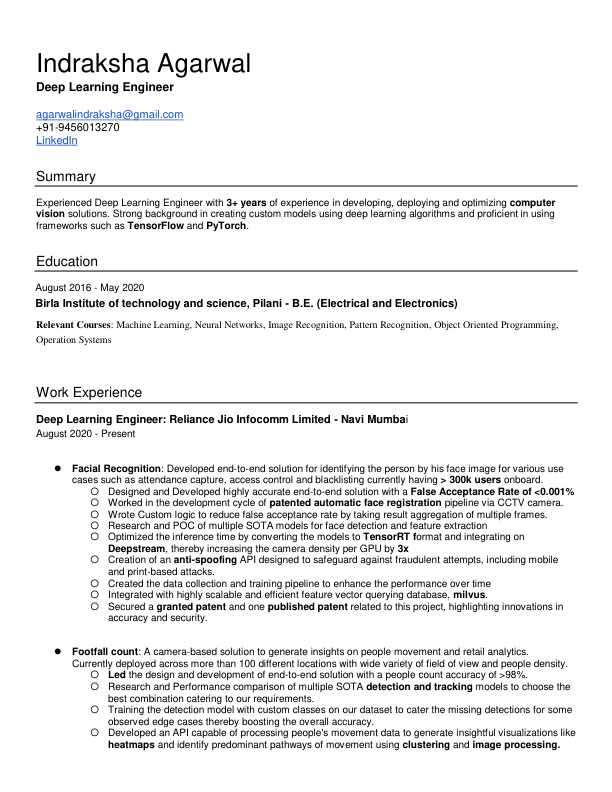 Indraksha Agarwal
Deep Learning Engineer
agarwalindraksha@gmail.com
+91-9456013270
LinkedIn
Summary
Experienced Deep Learning Engineer with 3+ years of experience in developing, deploying and optimizing computer
vision solutions. Strong background in creating custom models using deep learning algorithms and proficient in using
frameworks such as TensorFlow and PyTorch.
Education
August 2016 - May 2020
Birla Institute of technology and science, Pilani - B.E. (Electrical and Electronics)
Relevant Courses: Machine Learning, Neural Networks, Image Recognition, Pattern Recognition, Object Oriented Programming,
Operation Systems
Work Experience
Deep Learning Engineer: Reliance Jio Infocomm Limited - Navi Mumbai
August 2020 - Present
● Facial Recognition: Developed end-to-end solution for identifying the person by his face image for various use
cases such as attendance capture, access control and blacklisting currently having > 300k users onboard.
○ Designed and Developed highly accurate end-to-end solution with a False Acceptance Rate of <0.001%
○ Worked in the development cycle of patented automatic face registration pipeline via CCTV camera.
○ Wrote Custom logic to reduce false acceptance rate by taking result aggregation of multiple frames.
○ Research and POC of multiple SOTA models for face detection and feature extraction
○ Optimized the inference time by converting the models to TensorRT format and integrating on
Deepstream, thereby increasing the camera density per GPU by 3x
○ Creation of an anti-spoofing API designed to safeguard against fraudulent attempts, including mobile
and print-based attacks.
○ Created the data collection and training pipeline to enhance the performance over time
○ Integrated with highly scalable and efficient feature vector querying database, milvus.
○ Secured a granted patent and one published patent related to this project, highlighting innovations in
accuracy and security.
● Footfall count: A camera-based solution to generate insights on people movement and retail analytics.
Currently deployed across more than 100 different locations with wide variety of field of view and people density.
○ Led the design and development of end-to-end solution with a people count accuracy of >98%.
○ Research and Performance comparison of multiple SOTA detection and tracking models to choose the
best combination catering to our requirements.
○ Training the detection model with custom classes on our dataset to cater the missing detections for some
observed edge cases thereby boosting the overall accuracy.
○ Developed an API capable of processing people's movement data to generate insightful visualizations like
heatmaps and identify predominant pathways of movement using clustering and image processing.